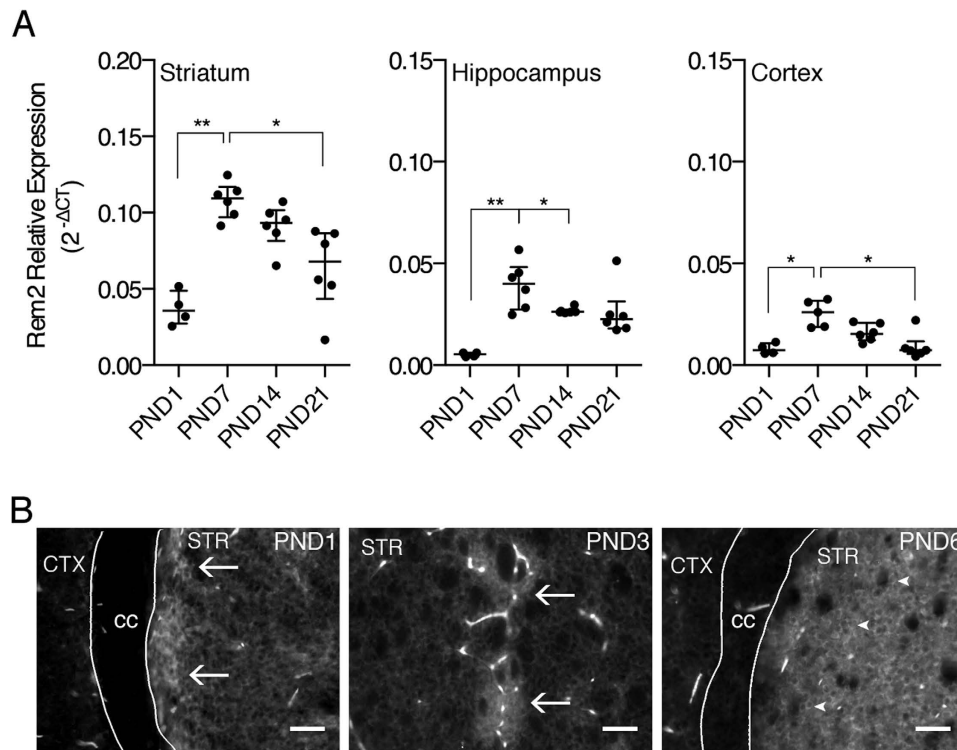 A
Rem2 Relative Expression
(2^-ΔCT)
Striatum
0.20
0.15
0.10
0.05
0.00
**
*
PND1
PND7
PND14
PND21
Hippocampus
0.15
0.10
0.05
0.00
**
*
PND1
PND7
PND14
PND21
Cortex
0.15
0.10
0.05
0.00
*
*
PND1
PND7
PND14
PND21
B
CTX
cc
STR
PND1
STR
PND3
CTX
cc
STR
PND6